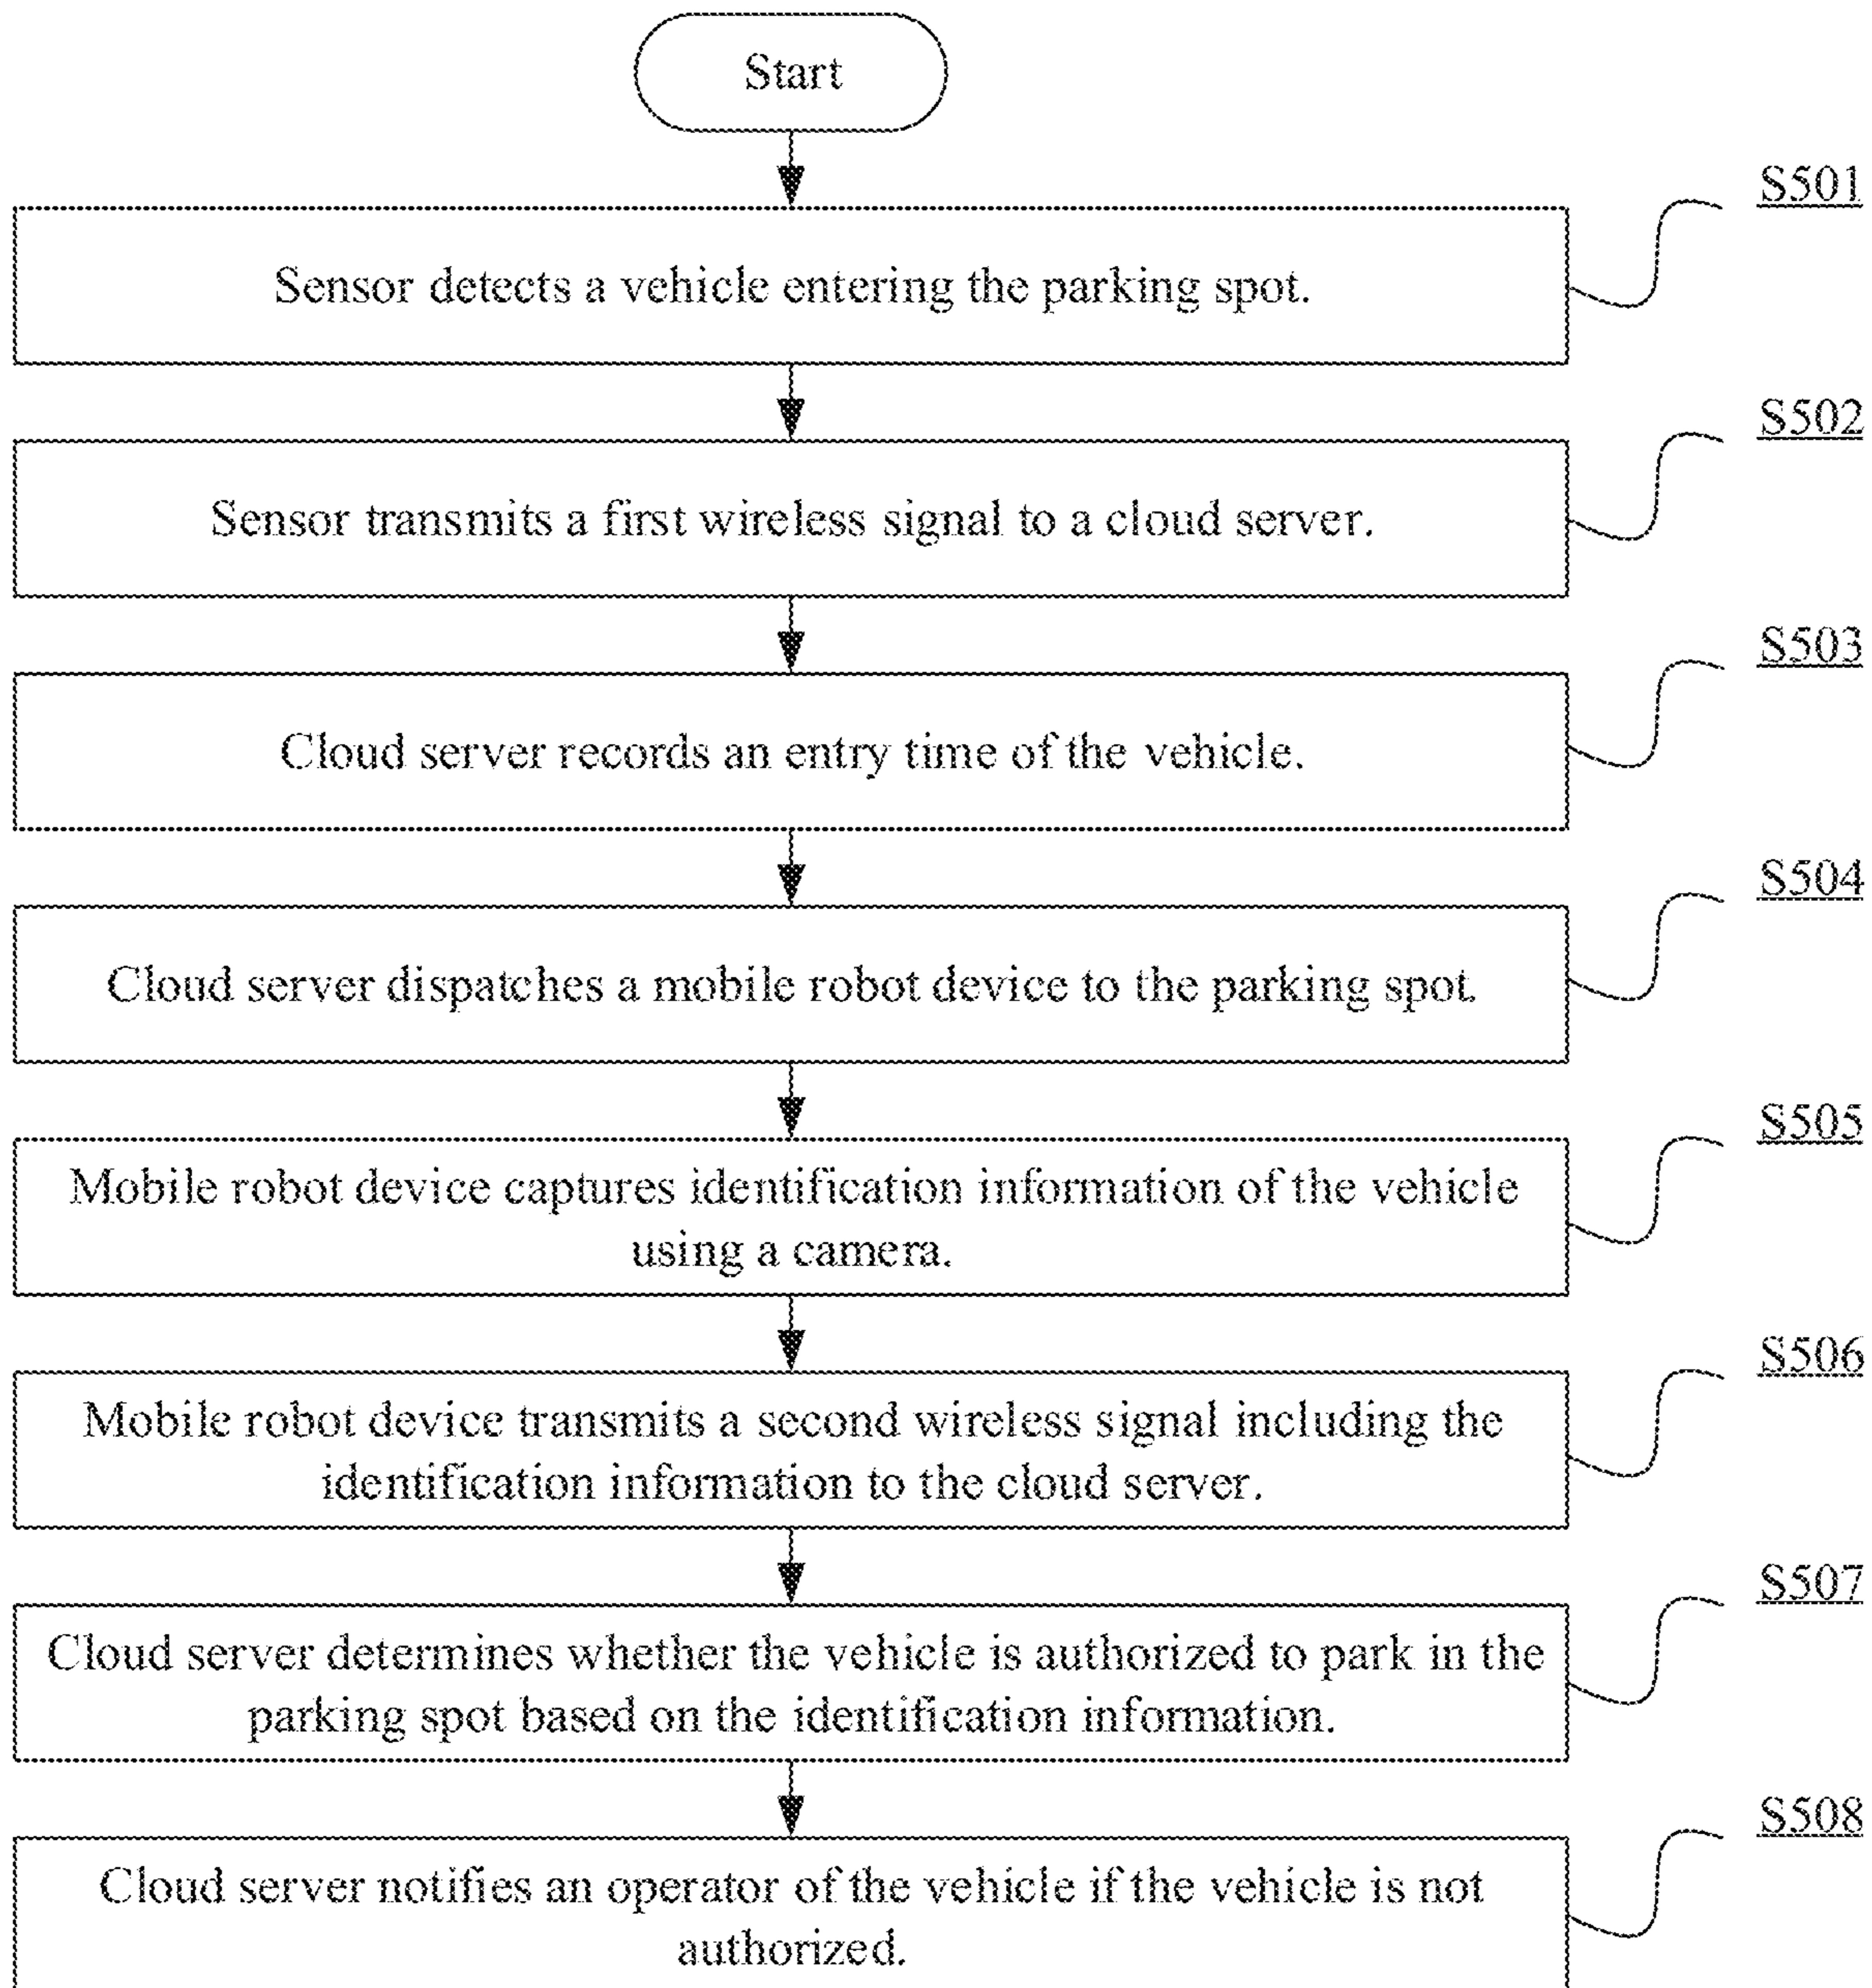 Start
S501
Sensor detects a vehicle entering the parking spot.
S502
Sensor transmits a first wireless signal to a cloud server.
S503
Cloud server records an entry time of the vehicle.
S504
Cloud server dispatches a mobile robot device to the parking spot.
S505
Mobile robot device captures identification information of the vehicle
using a camera.
S506
Mobile robot device transmits a second wireless signal including the
identification information to the cloud server.
S507
Cloud server determines whether the vehicle is authorized to park in the
parking spot based on the identification information.
S508
Cloud server notifies an operator of the vehicle if the vehicle is not
authorized.